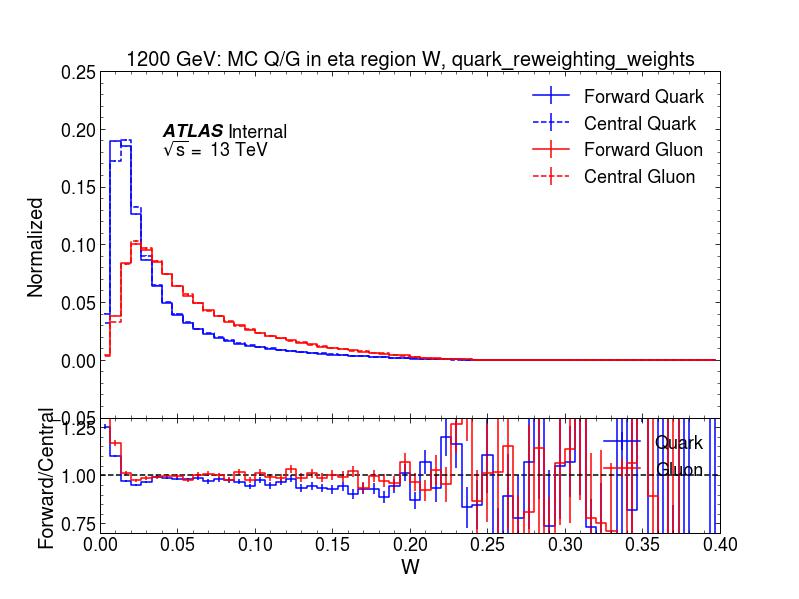 1200 GeV: MC Q/G in eta region W, quark_reweighting_weights
0.25
0.20
0.15
0.10
0.05
0.00
0.05
Normalized
ATLAS Internal
√s = 13 TeV
Forward Quark
Central Quark
Forward Gluon
Central Gluon
1.25
1.00
0.75
Forward/Central
Quark
Gluon
0.00 0.05 0.10 0.15 0.20 0.25 0.30 0.35 0.40
W